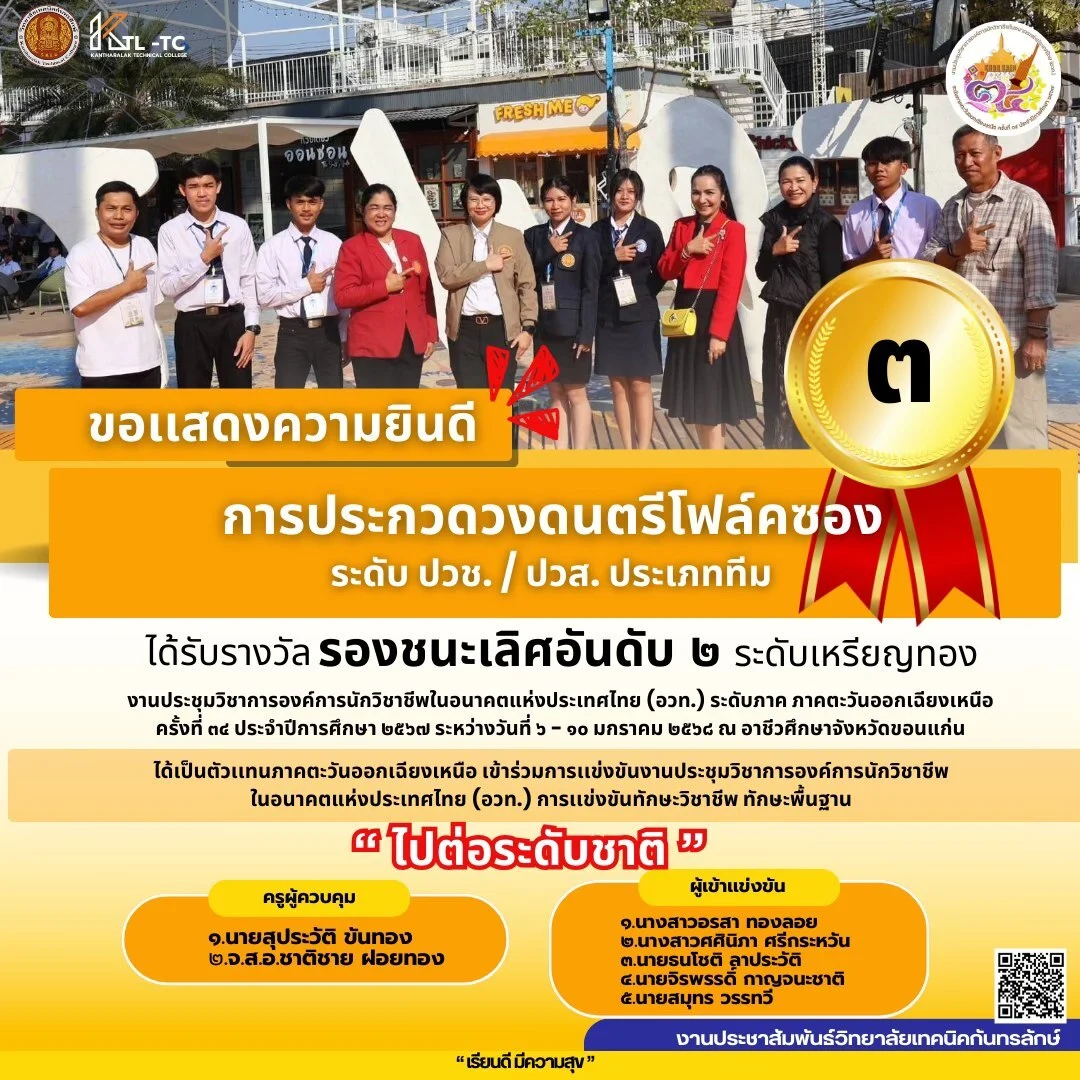 KTL -TC
KANTHARALAK TECHNICAL COLLEGE
KHON KAEN
FRESH ME
ออนซอน
๓
ขอแสดงความยินดี
การประกวดวงดนตรีโฟล์คซอง
ระดับ ปวช. / ปวส. ประเภททีม
ได้รับรางวัล รองชนะเลิศอันดับ ๒ ระดับเหรียญทอง
งานประชุมวิชาการองค์การนักวิชาชีพในอนาคตแห่งประเทศไทย (อวท.) ระดับภาค ภาคตะวันออกเฉียงเหนือ
ครั้งที่ ๓๔ ประจำปีการศึกษา ๒๕๖๗ ระหว่างวันที่ ๖ - ๑๐ มกราคม ๒๕๖๘ ณ อาชีวศึกษาจังหวัดขอนแก่น
ได้เป็นตัวแทนภาคตะวันออกเฉียงเหนือ เข้าร่วมการแข่งขันงานประชุมวิชาการองค์การนักวิชาชีพ
ในอนาคตแห่งประเทศไทย (อวท.) การแข่งขันทักษะวิชาชีพ ทักษะพื้นฐาน
“ ไปต่อระดับชาติ ”
ครูผู้ควบคุม
๑.นายสุประวัติ ขันทอง
๒.จ.ส.อ.ชาติชาย ฝอยทอง
ผู้เข้าแข่งขัน
๑.นางสาวอรสา ทองลอย
๒.นางสาวศศินิภา ศรีกระหวัน
๓.นายธนโชติ ลาประวัติ
๔.นายจิรพรรดิ์ กาญจนะชาติ
๕.นายสมุทร วรรทวี
งานประชาสัมพันธ์วิทยาลัยเทคนิคกันทรลักษ์
“ เรียนดี มีความสุข ”